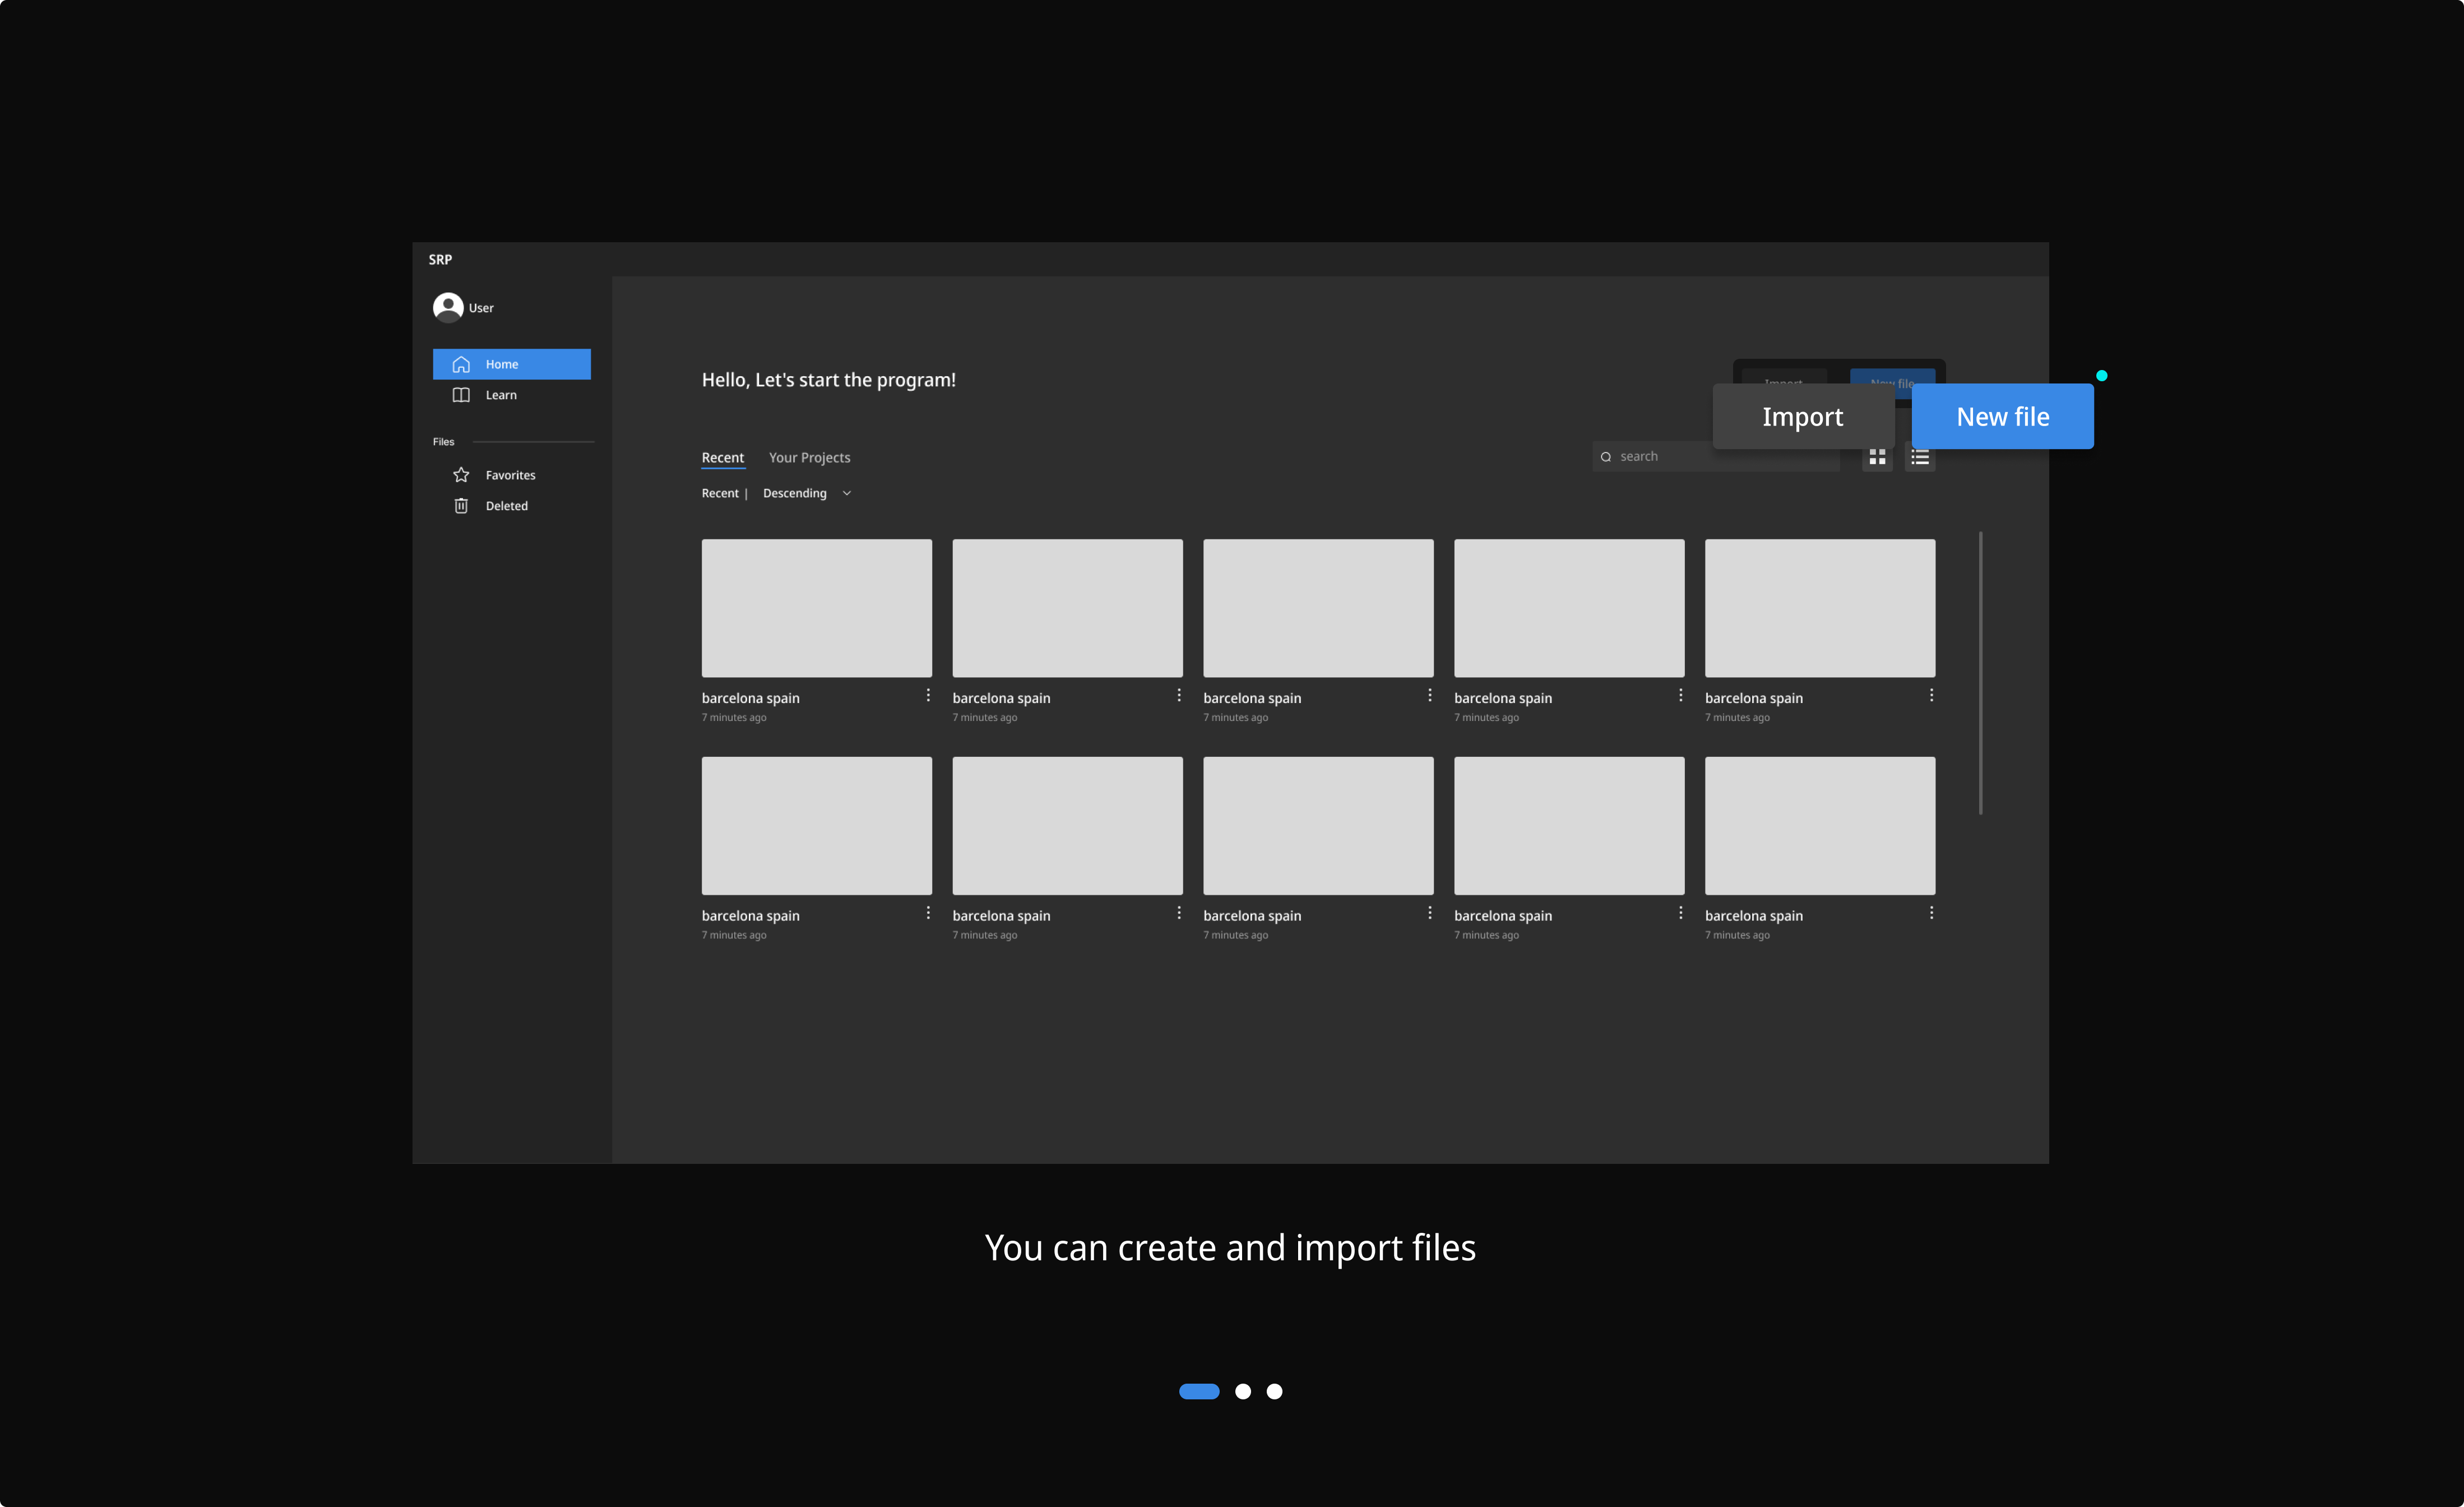 SRP
User
Home
Learn
Files
Favorites
Deleted
Hello, Let's start the program!
Import New file
Import New file
Recent Your Projects
search
Recent | Descending
barcelona spain barcelona spain barcelona spain barcelona spain barcelona spain
7 minutes ago 7 minutes ago 7 minutes ago 7 minutes ago 7 minutes ago
barcelona spain barcelona spain barcelona spain barcelona spain barcelona spain
7 minutes ago 7 minutes ago 7 minutes ago 7 minutes ago 7 minutes ago
You can create and import files